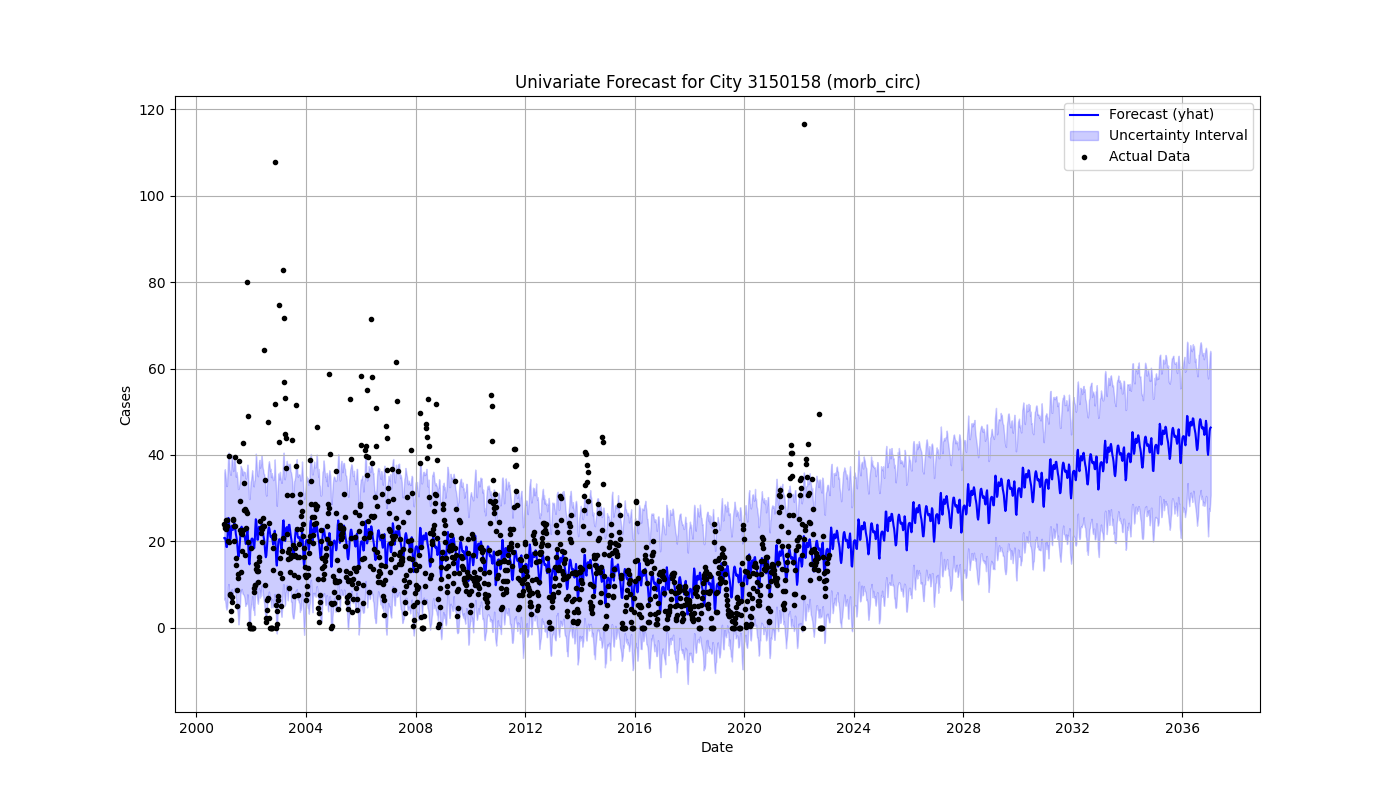 Univariate Forecast for City 3150158 (morb_circ)
Forecast (yhat)
Uncertainty Interval
Actual Data
Cases
120
100
80
60
40
20
0
2000 2004 2008 2012 2016 2020 2024 2028 2032 2036
Date